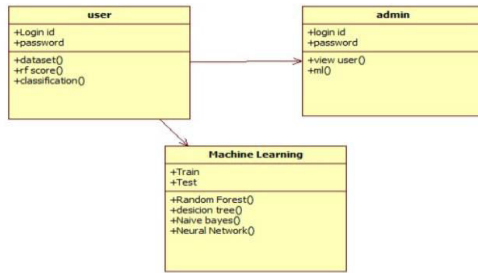 user
+Login id
+password
+dataset()
+rf score()
+classification()
admin
+login id
+password
+view user()
+ml()
Machine Learning
+Train
+Test
+Random Forest()
+desicion tree()
+Naive bayes()
+Neural Network()